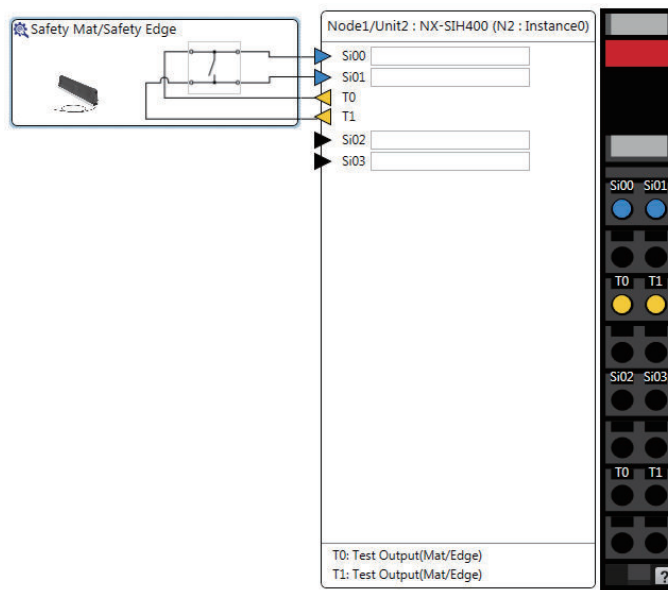 Safety Mat/Safety Edge
Node1/Unit2 : NX-SIH400 (N2 : Instance0)
Si00
Si01
T0
T1
Si02
Si03
T0: Test Output(Mat/Edge)
T1: Test Output(Mat/Edge)
Si00 Si01
T0 T1
Si02 Si03
T0 T1
?